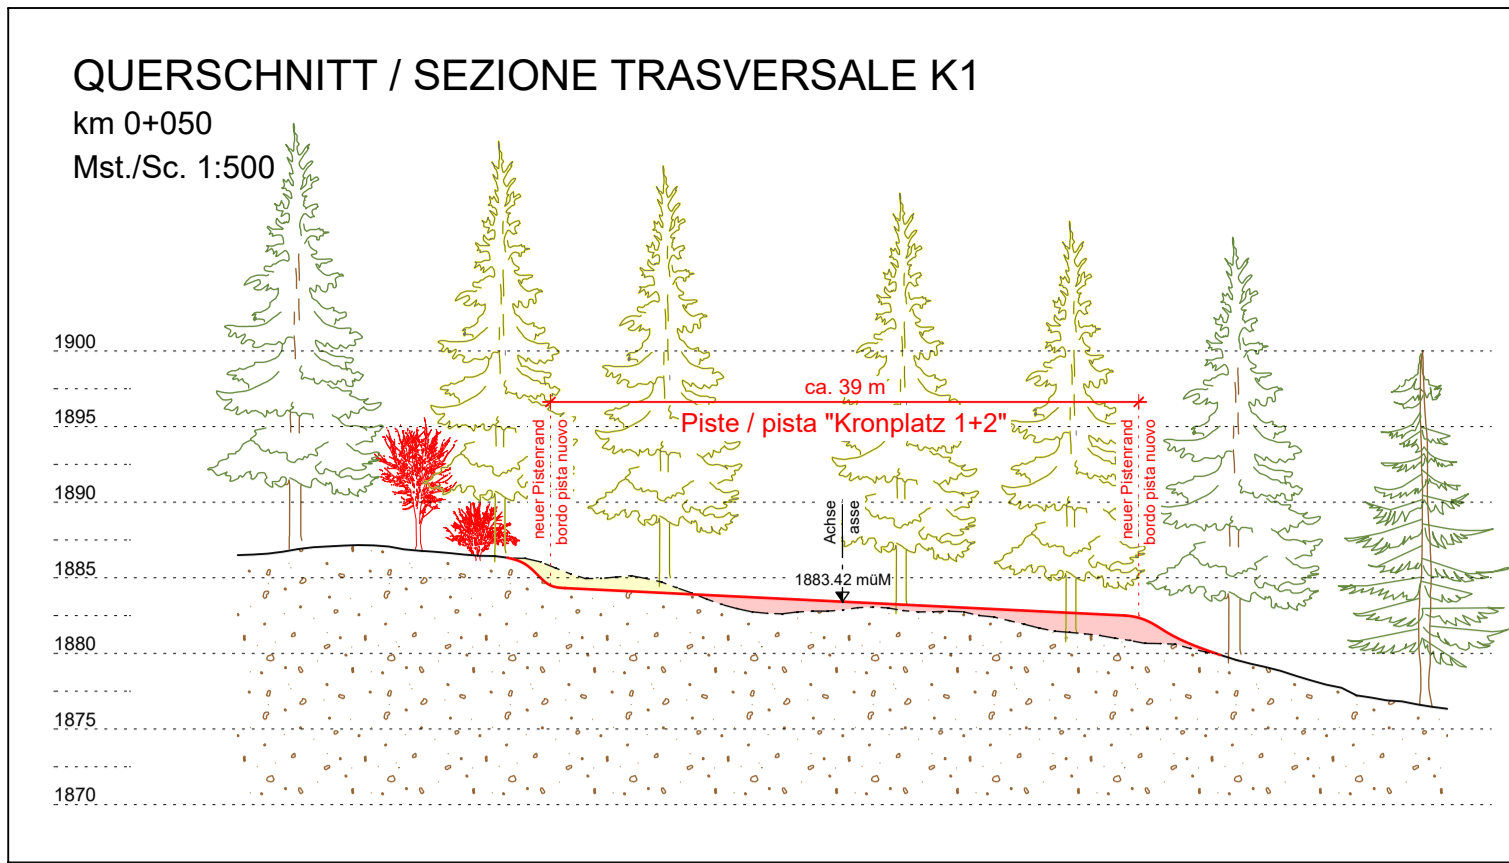 QUERSCHNITT / SEZIONE TRASVERSALE K1
km 0+050
Mst./Sc. 1:500
1900
ca. 39 m
1895
Piste / pista "Kronplatz 1+2"
neuer Pistenrand
bordo pista nuovo
neuer Pistenrand
bordo pista nuovo
1890
Achse
asse
1885
1883.42 müM
1880
1875
1870